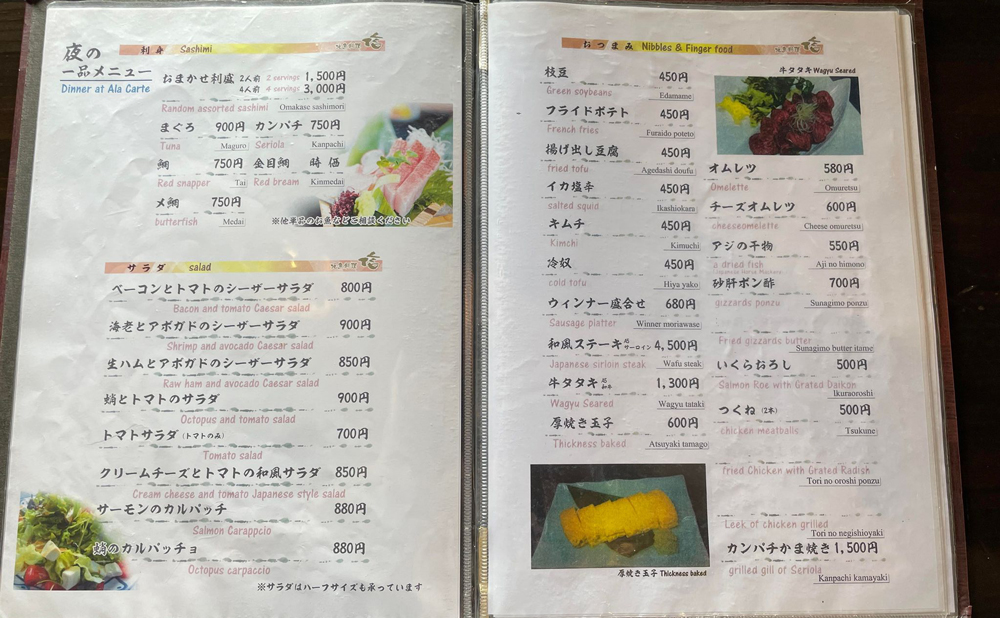 夜の
一品メニュー
Dinner at Ala Carte
刺身 Sashimi
おまかせ刺盛 2人前 2 servings 1,500円
4人前 4 servings 3,000円
Random assorted sashimi Omakase sashimori
まぐろ 900円 カンパチ 750円
Tuna Maguro Seriola Kanpachi
鯛 750円 金目鯛 時価
Red snapper Tai Red bream Kinmedai
メ鯛 750円
butterfish Medai
※他単品のお魚などご相談ください
サラダ salad
ベーコンとトマトのシーザーサラダ 800円
Bacon and tomato Caesar salad
海老とアボガドのシーザーサラダ 900円
Shrimp and avocado Caesar salad
生ハムとアボガドのシーザーサラダ 850円
Raw ham and avocado Caesar salad
蛸とトマトのサラダ 900円
Octopus and tomato salad
トマトサラダ (トマトのみ) 700円
Tomato salad
クリームチーズとトマトの和風サラダ 850円
Cream cheese and tomato Japanese style salad
サーモンのカルパッチ 880円
Salmon Carappcio
蛸のカルパッチョ 880円
Octopus carpaccio
※サラダはハーフサイズも承っています
おつまみ Nibbles & Finger food
枝豆 450円
Green soybeans Edamame
フライドポテト 450円
French fries Furaido potrto
揚げ出し豆腐 450円
fried tofu Agedashi doufu
イカ塩辛 450円
salted squid Ikashiokara
キムチ 450円
Kimchi Kimuchi
冷奴 450円
cold tofu Hiya yako
ウィンナー盛合せ 680円
Sausage platter Winner moriawase
和風ステーキ サーロイン 4,500円
Japanese sirloin steak Wafu steak
牛タタキ 1,300円
Wagyu Seared Wagyu tataki
厚焼き玉子 600円
Thickness baked Atsuyaki tamago
厚焼き玉子 Thickness baked
牛タタキ Wagyu Seared
オムレツ 580円
Omelette Omuretsu
チーズオムレツ 600円
cheeseomelette Cheese omuretsu
アジの干物 550円
a dried fish Aji no himono
砂肝ポン酢 700円
gizzards ponzu Sunagimo ponzu
Fried gizzards butter
Sunagimo butter itame
いくらおろし 500円
Salmon Roe with Grated Daikon
Ikuraoroshi
つくね (2本) 500円
chicken meatballs Tsukune
fried Chicken with Grated Radish
Tori no oroshi ponzu
Leek of chicken grilled
Tori no negishioyaki
カンパチかま焼き 1,500円
grilled gill of Seriola
Kanpachi kamayaki